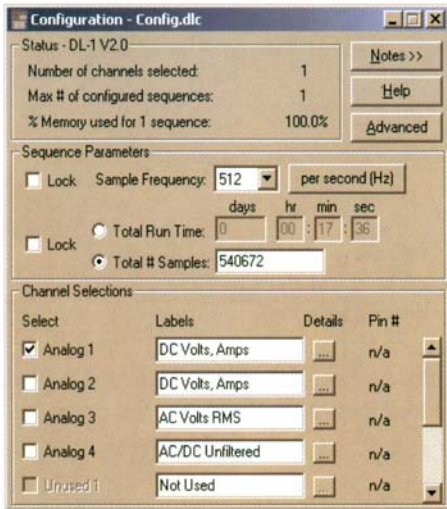 Configuration - Config.dlc
Status - DL-1 V2.0
Number of channels selected: 1
Max # of configured sequences: 1
% Memory used for 1 sequence: 100.0%
Notes >>
Help
Advanced
Sequence Parameters
Lock Sample Frequency: 512 per second (Hz)
days hr min sec
Lock Total Run Time: 0 00 : 17 : 36
Total # Samples: 540672
Channel Selections
Select Labels Details Pin #
Analog 1 DC Volts, Amps ... n/a
Analog 2 DC Volts, Amps ... n/a
Analog 3 AC Volts RMS ... n/a
Analog 4 AC/DC Unfiltered ... n/a
Unused 1 Not Used ... n/a